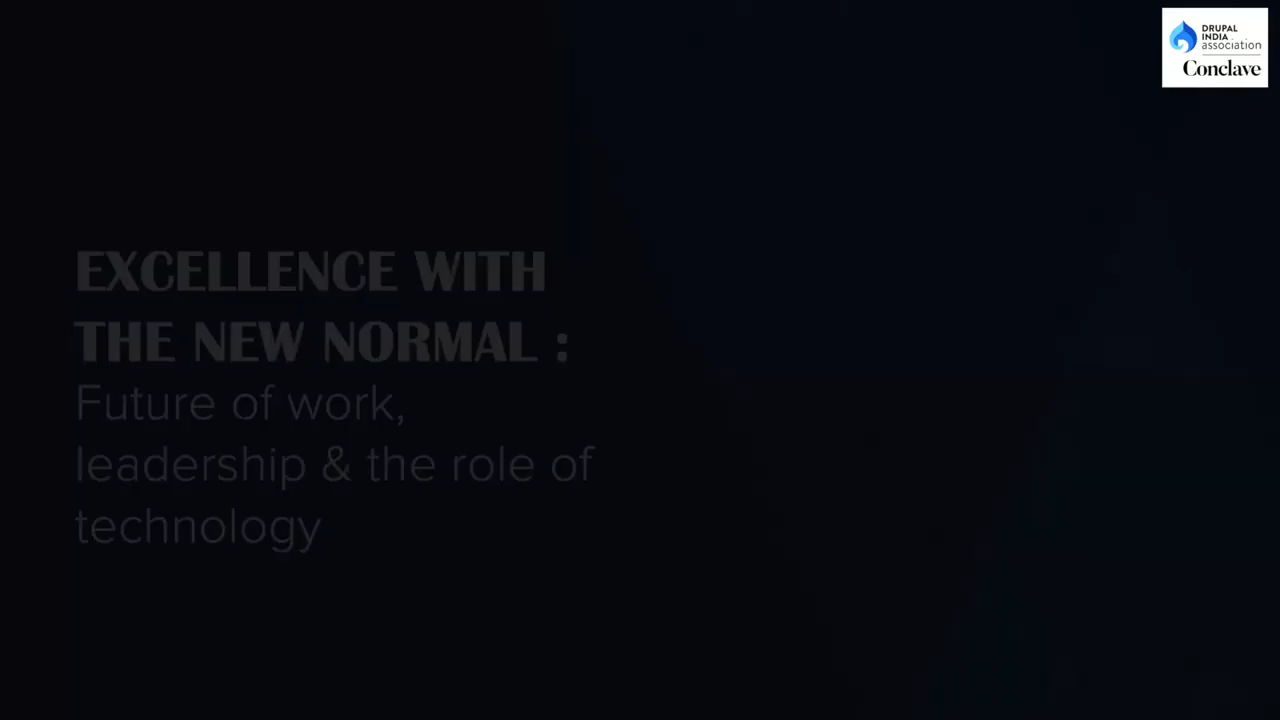 DRUPAL
INDIA
association
Conclave
EXCELLENCE WITH
THE NEW NORMAL :
Future of work,
leadership & the role of
technology